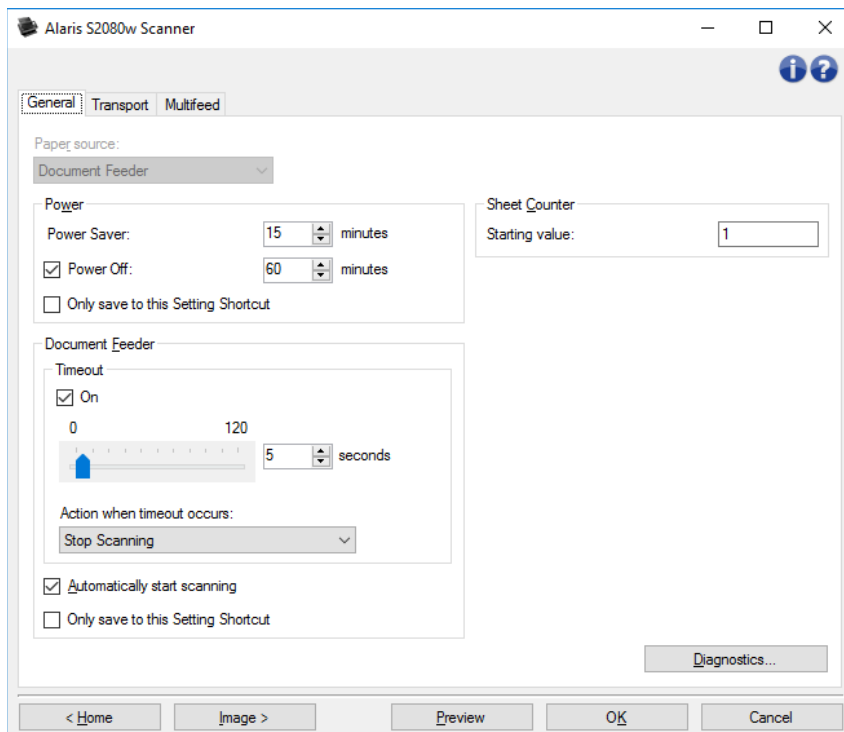 Alaris S2080w Scanner
General Transport Multifeed
Paper source:
Document Feeder
Power
Power Saver: 15 minutes
Power Off: 60 minutes
Only save to this Setting Shortcut
Sheet Counter
Starting value: 1
Document Feeder
Timeout
On
0 120
5 seconds
Action when timeout occurs:
Stop Scanning
Automatically start scanning
Only save to this Setting Shortcut
Diagnostics...
< Home Image > Preview OK Cancel